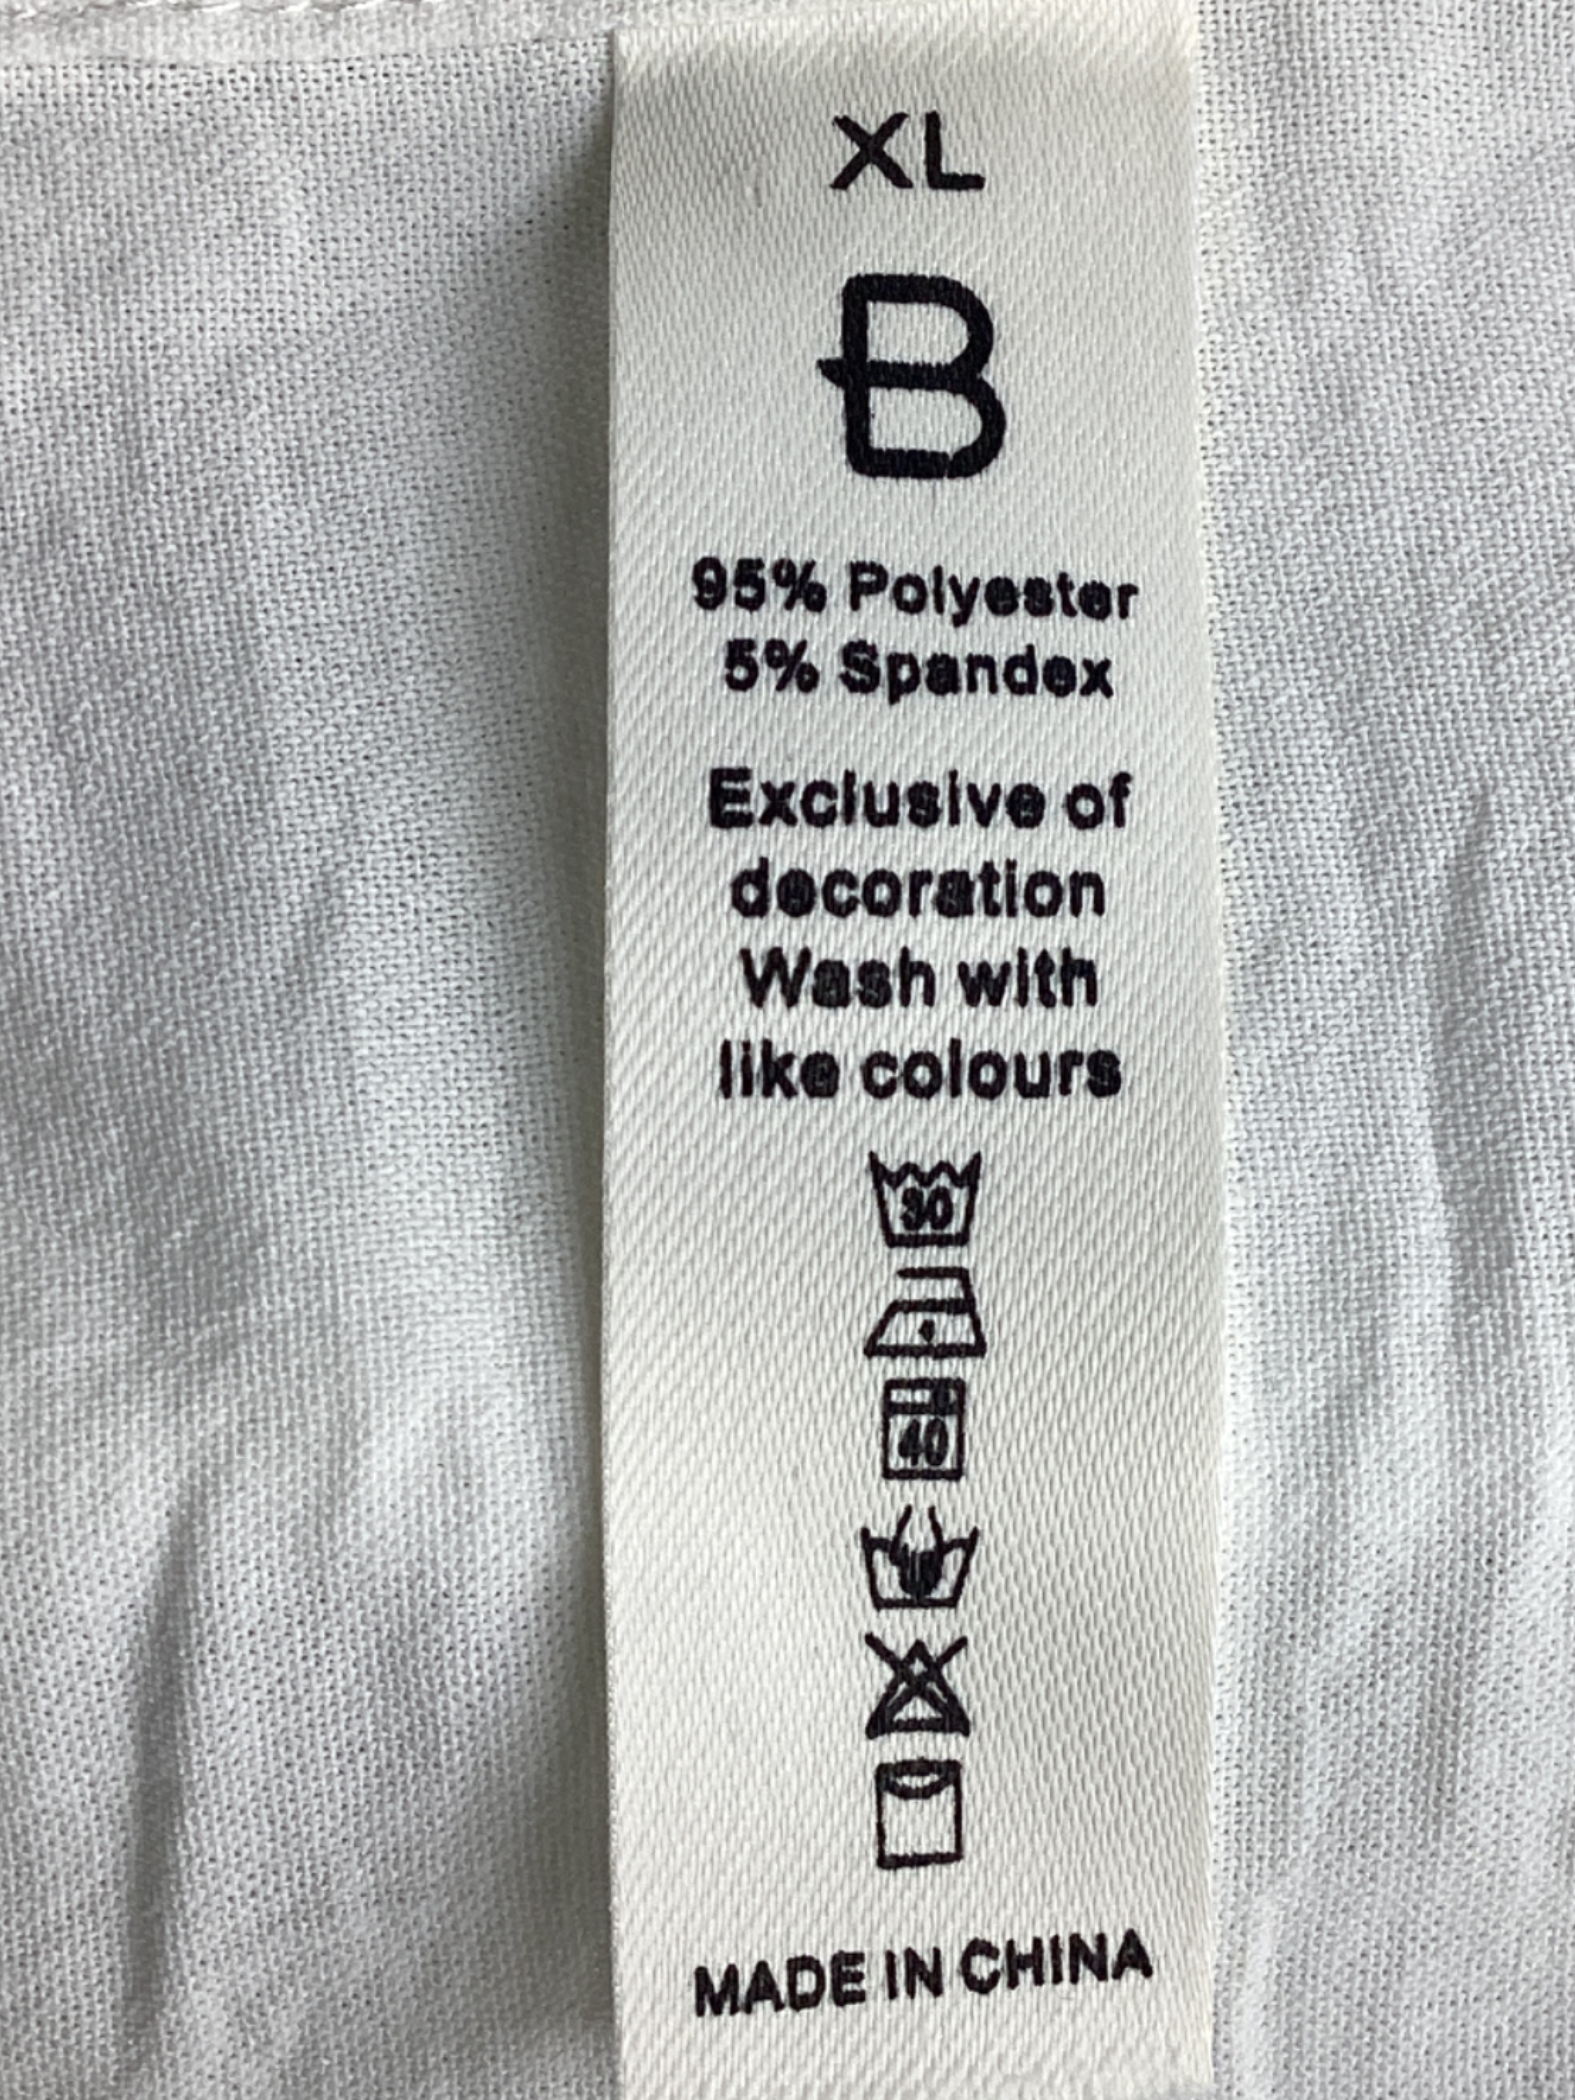 XL
B
95% Polyester
5% Spandex
Exclusive of
decoration
Wash with
like colours
30
40
MADE IN CHINA